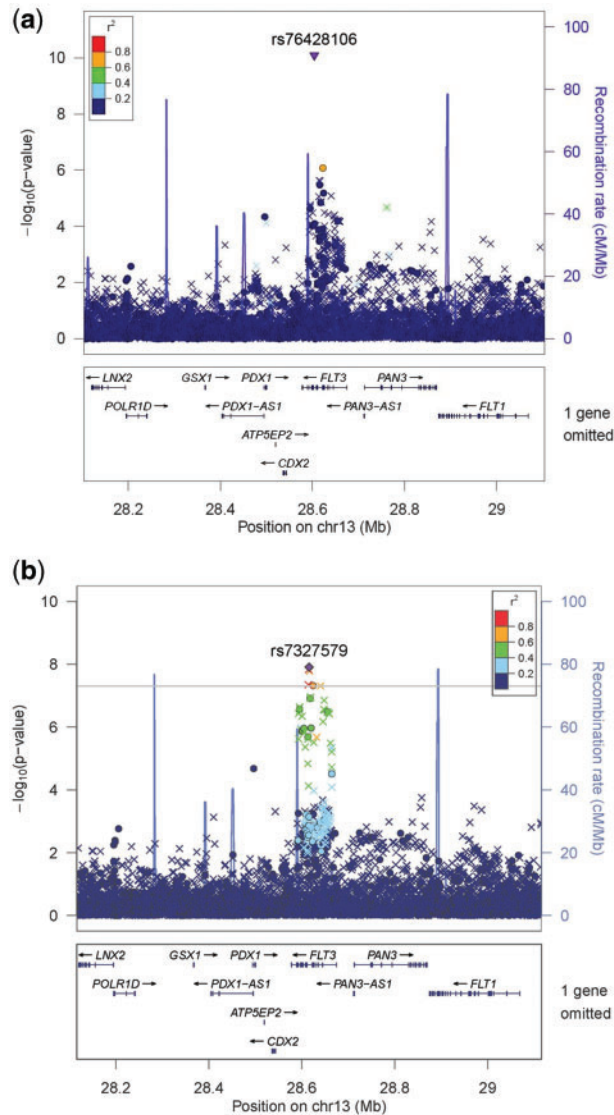 (a)
r²
0.8
0.6
0.4
0.2
rs76428106
10
8
6
4
2
0
−log₁₀(p-value)
100
80
60
40
20
0
Recombination rate (cM/Mb)
← LNX2
GSX1 →
PDX1 →
← FLT3
PAN3 →
POLR1D →
← PDX1−AS1
← PAN3−AS1
← FLT1
ATP5EP2 →
← CDX2
1 gene
omitted
28.2
28.4
28.6
28.8
29
Position on chr13 (Mb)
(b)
r²
0.8
0.6
0.4
0.2
rs7327579
10
8
6
4
2
0
−log₁₀(p-value)
100
80
60
40
20
0
Recombination rate (cM/Mb)
← LNX2
GSX1 →
PDX1 →
← FLT3
PAN3 →
POLR1D →
← PDX1−AS1
← PAN3−AS1
← FLT1
ATP5EP2 →
← CDX2
1 gene
omitted
28.2
28.4
28.6
28.8
29
Position on chr13 (Mb)